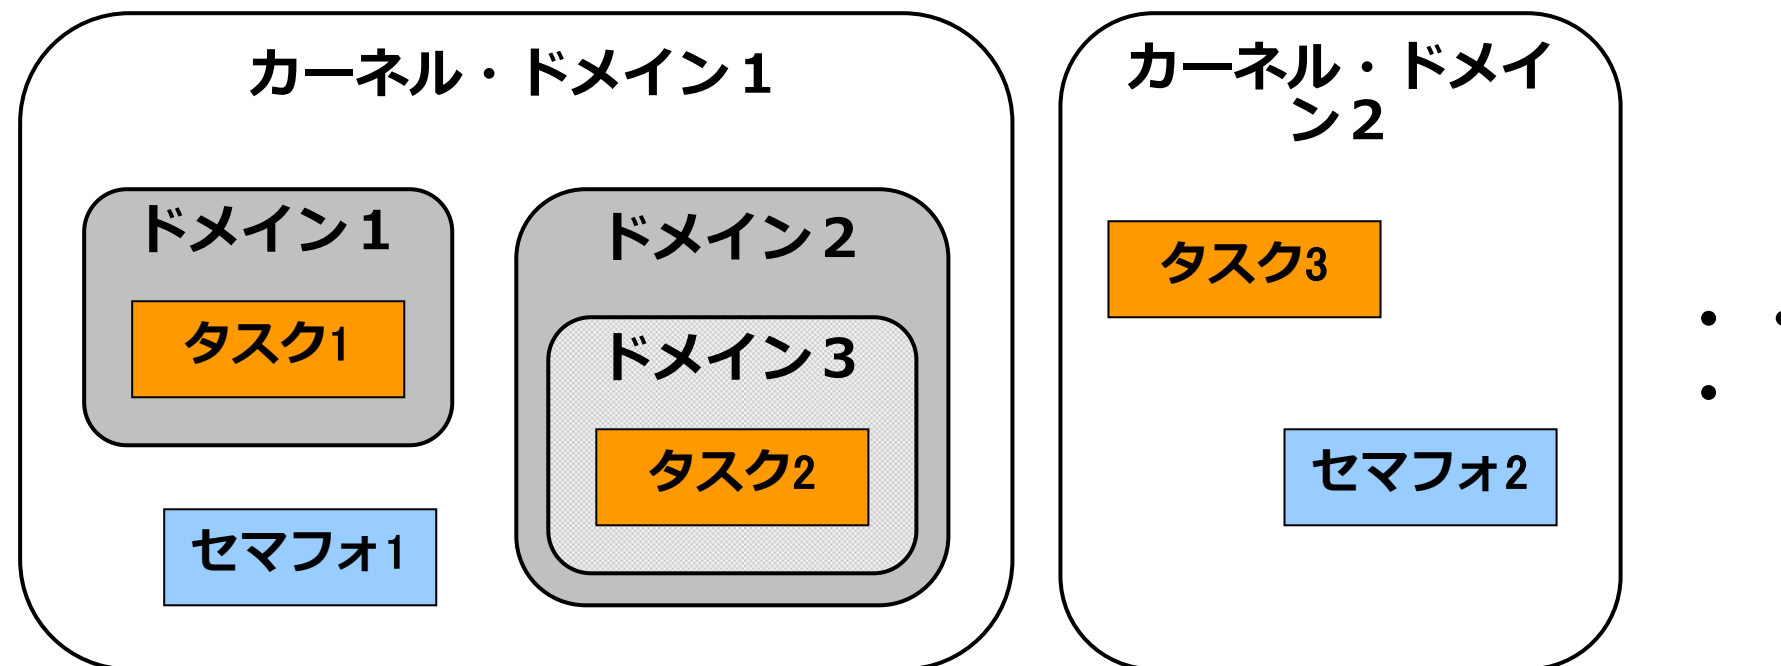 カーネル・ドメイン１
ドメイン１
タスク1
セマフォ1
ドメイン２
ドメイン３
タスク2
カーネル・ドメイ
ン２
タスク3
セマフォ2
・・
・